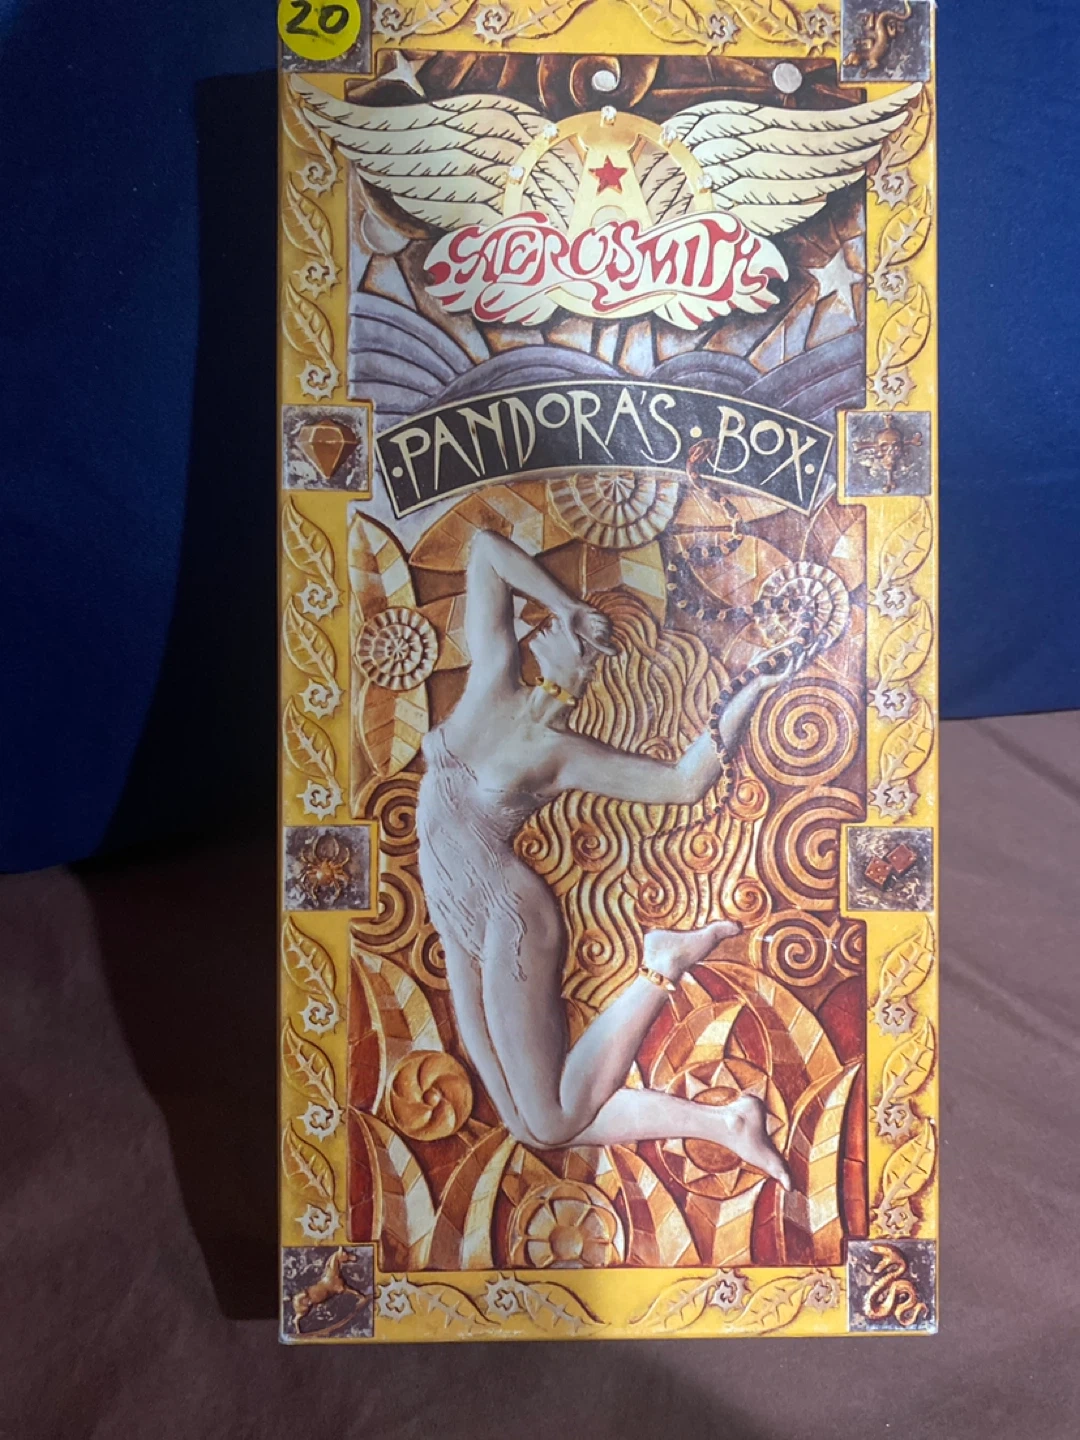 20
AEROSMITH
PANDORA'S • BOX